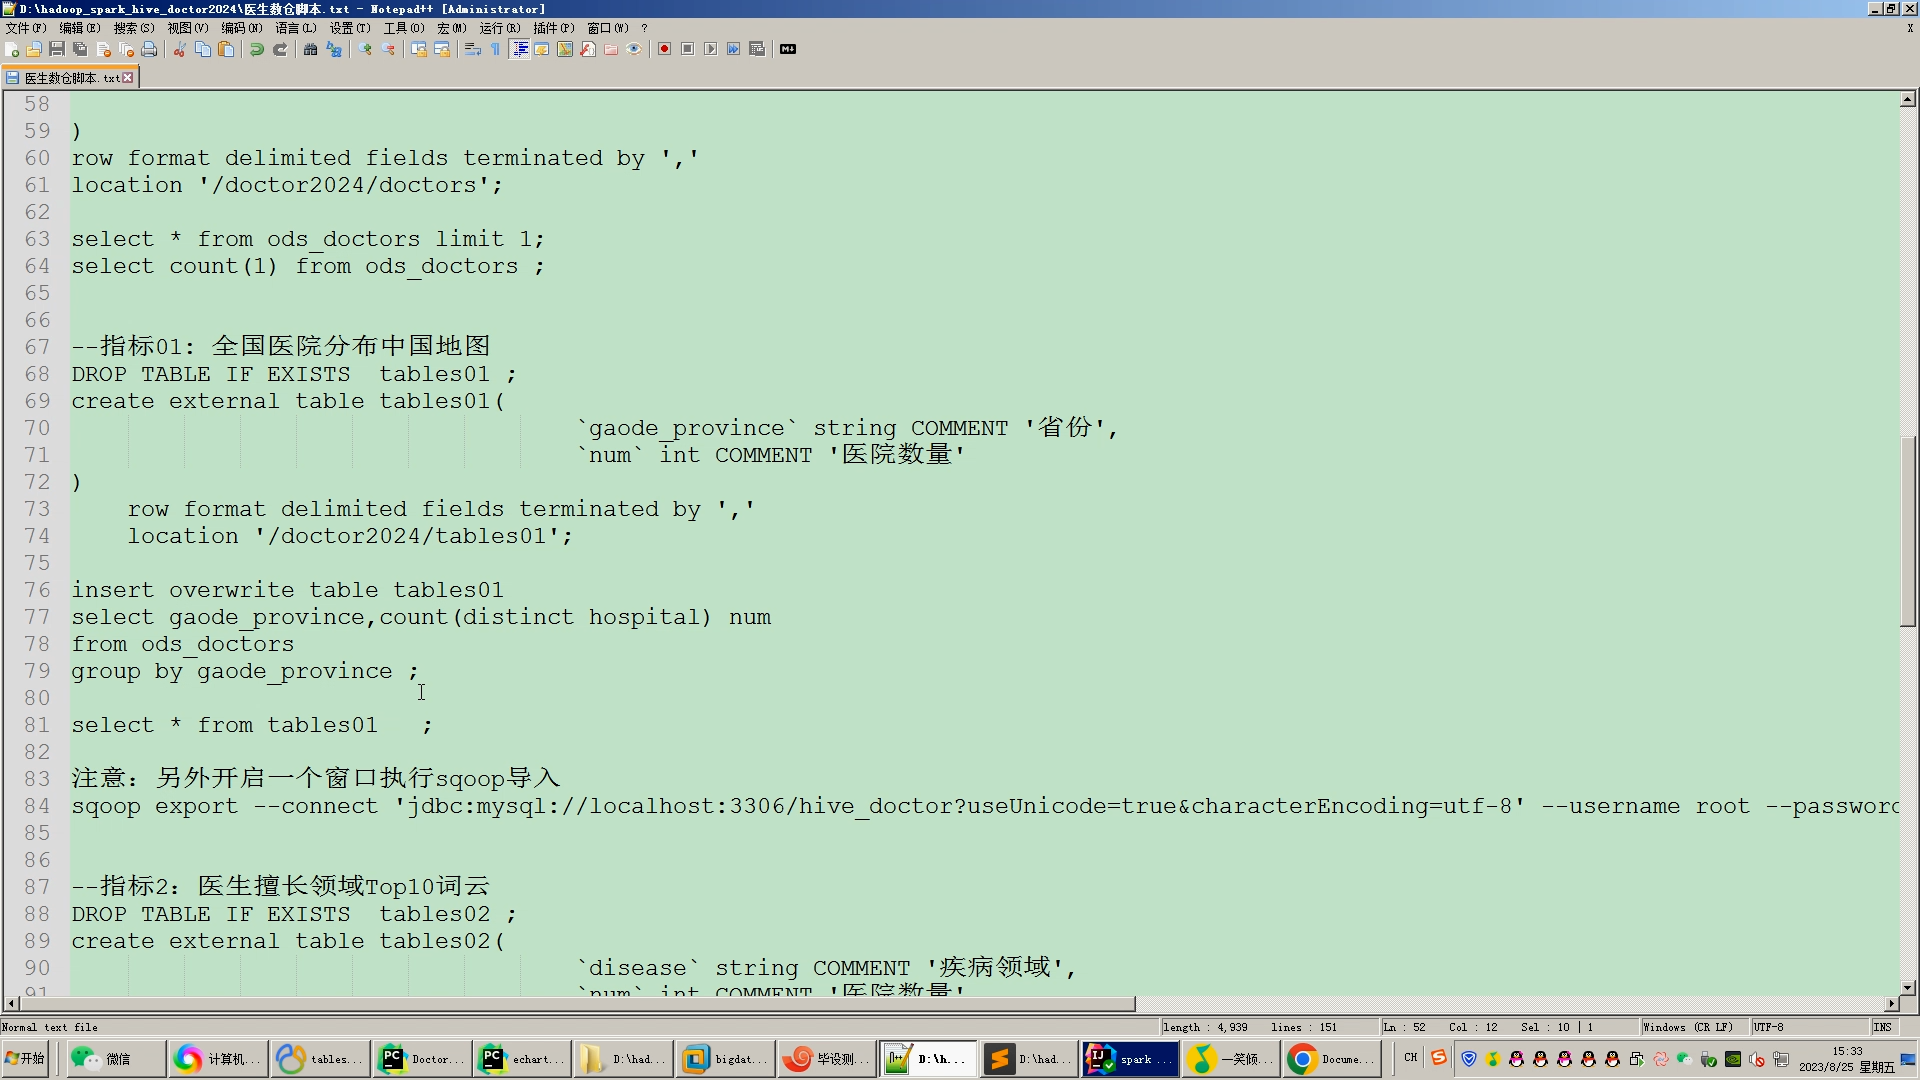 D:\hadoop_spark_hive_doctor2024\医生数仓脚本.txt - Notepad++ [Administrator]
文件(F) 编辑(E) 搜索(S) 视图(V) 编码(N) 语言(L) 设置(T) 工具(O) 宏(M) 运行(R) 插件(P) 窗口(W) ? X
医生数仓脚本.txt
58
59 )
60 row format delimited fields terminated by ','
61 location '/doctor2024/doctors';
62
63 select * from ods_doctors limit 1;
64 select count(1) from ods_doctors ;
65
66
67 --指标01: 全国医院分布中国地图
68 DROP TABLE IF EXISTS  tables01 ;
69 create external table tables01(
70 `gaode_province` string COMMENT '省份',
71 `num` int COMMENT '医院数量'
72 )
73 row format delimited fields terminated by ','
74 location '/doctor2024/tables01';
75
76 insert overwrite table tables01
77 select gaode_province,count(distinct hospital) num
78 from ods_doctors
79 group by gaode_province ;
80
81 select * from tables01   ;
82
83 注意: 另外开启一个窗口执行sqoop导入
84 sqoop export --connect 'jdbc:mysql://localhost:3306/hive_doctor?useUnicode=true&characterEncoding=utf-8' --username root --password
85
86
87 --指标2: 医生擅长领域Top10词云
88 DROP TABLE IF EXISTS  tables02 ;
89 create external table tables02(
90 `disease` string COMMENT '疾病领域',
91 `num` int COMMENT '医院数量'
Normal text file length : 4,939 lines : 151 Ln : 52 Col : 12 Sel : 10 | 1 Windows (CR LF) UTF-8 INS
开始 微信 计算机... tables... Doctor... echart... D:\had... bigdat... 毕设测... D:\h... D:\had... spark ... 一笑倾... Docume... CH 15:33
2023/8/25 星期五